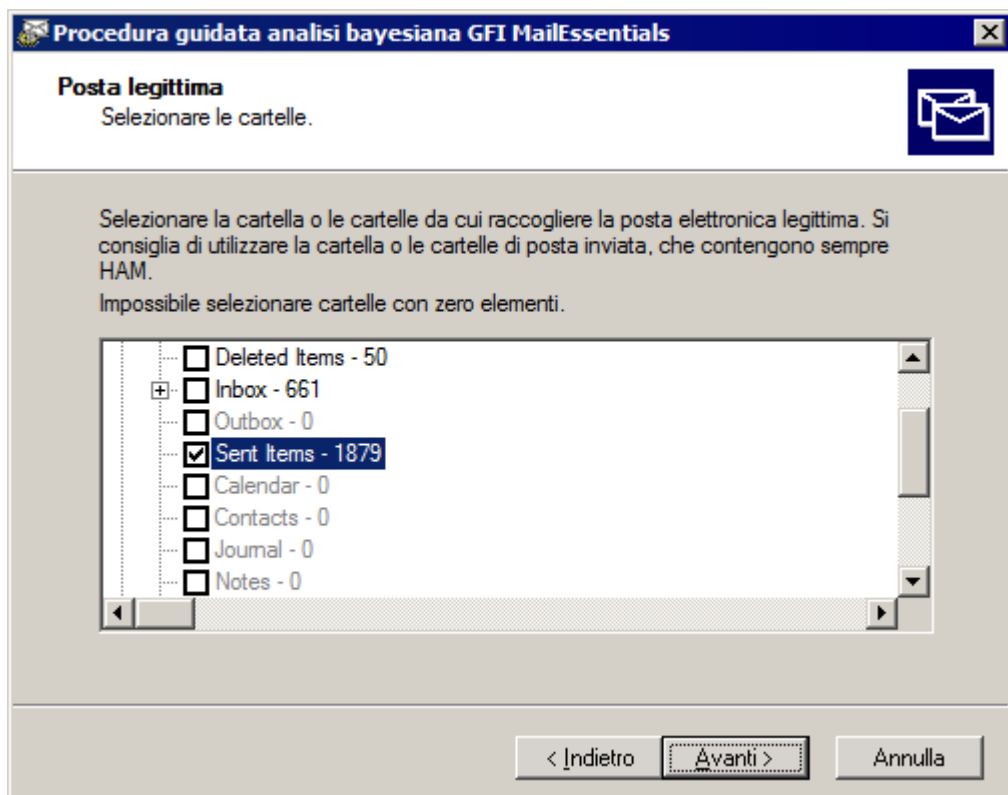 Procedura guidata analisi bayesiana GFI MailEssentials
Posta legittima
Selezionare le cartelle.
Selezionare la cartella o le cartelle da cui raccogliere la posta elettronica legittima. Si
consiglia di utilizzare la cartella o le cartelle di posta inviata, che contengono sempre
HAM.
Impossibile selezionare cartelle con zero elementi.
Deleted Items - 50
Inbox - 661
Outbox - 0
Sent Items - 1879
Calendar - 0
Contacts - 0
Journal - 0
Notes - 0
< Indietro
Avanti >
Annulla